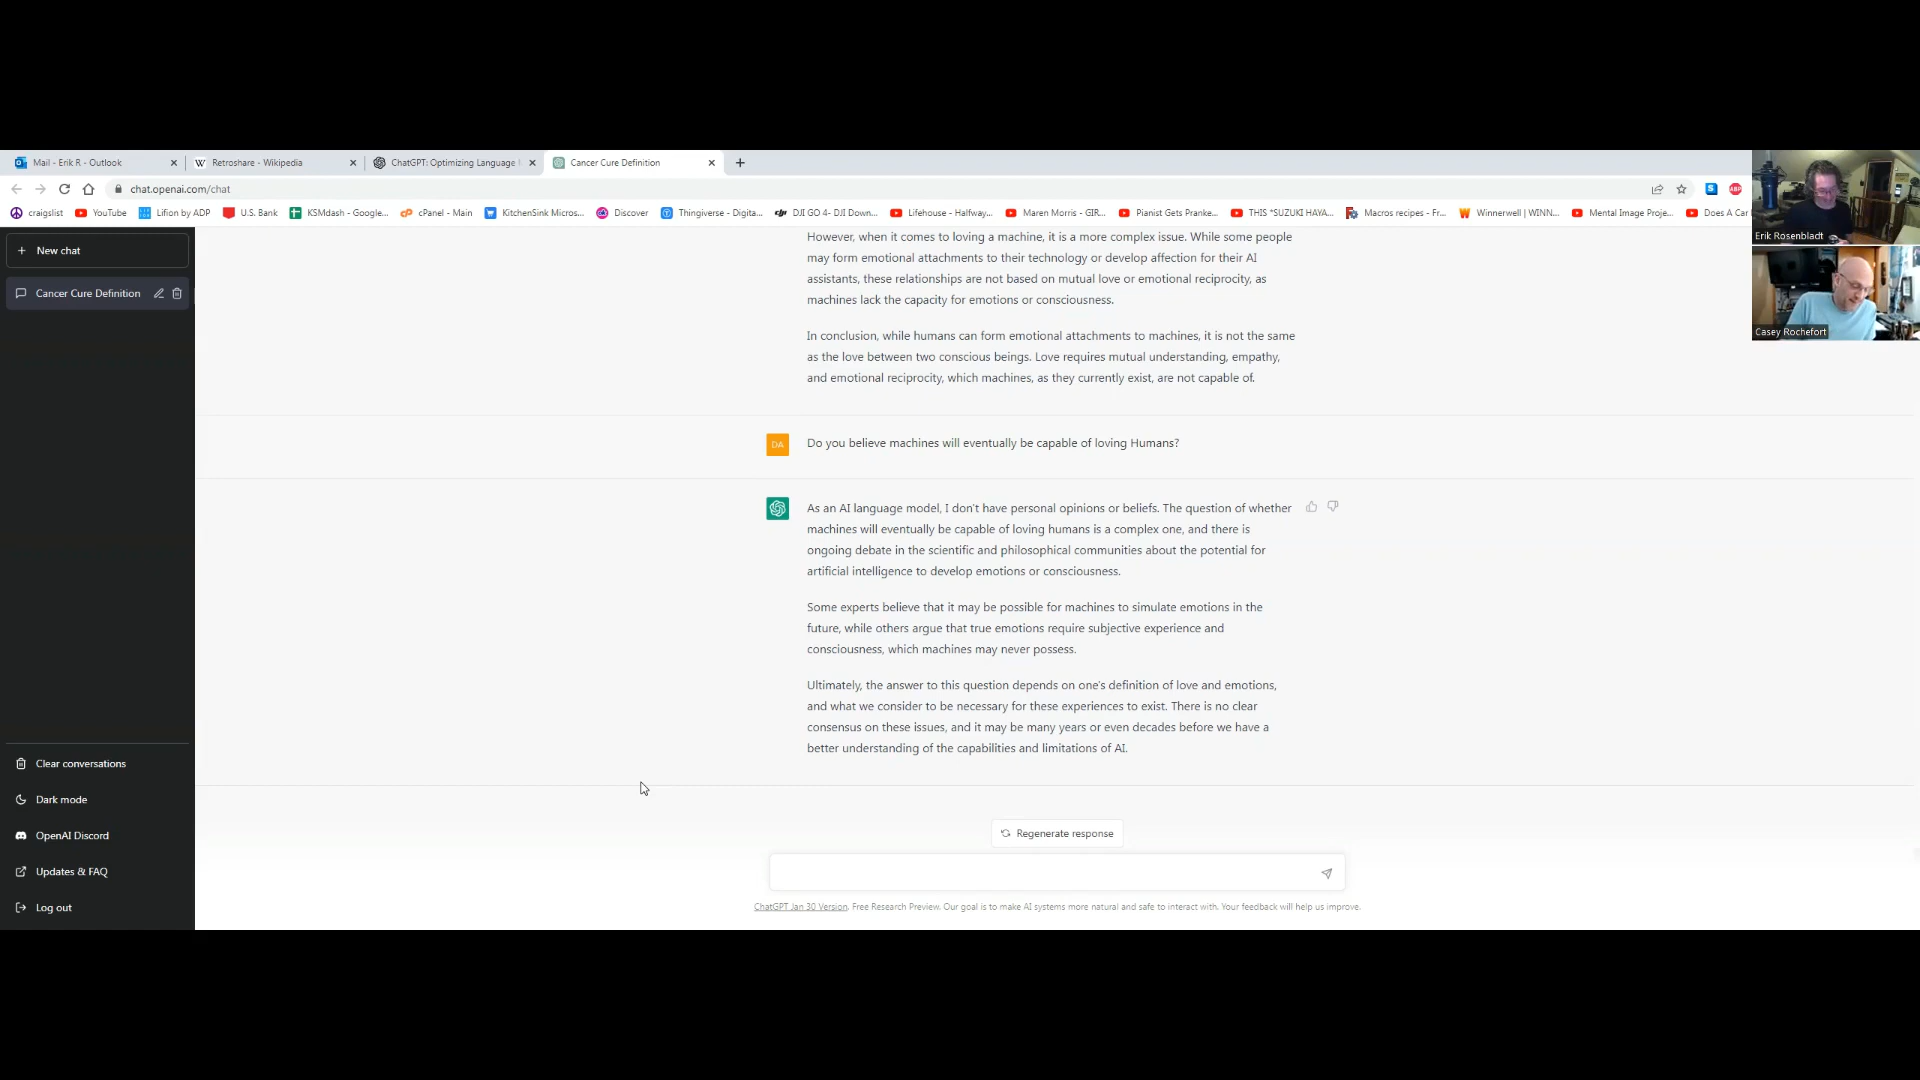 Mail - Erik R - Outlook
Retroshare - Wikipedia
ChatGPT: Optimizing Language
Cancer Cure Definition
chat.openai.com/chat
craigslist
YouTube
Lifion by ADP
U.S. Bank
KSMdash - Google...
cPanel - Main
KitchenSink Micros...
Discover
Thingiverse - Digita...
DJI GO 4- DJI Down...
Lifehouse - Halfway...
Maren Morris - GIR...
Pianist Gets Pranke...
THIS *SUZUKI HAYA...
Macros recipes - Fr...
Winnerwell | WINN...
Mental Image Proje...
Does A Car
ABP
Erik Rosenbladt
Casey Rochefort
New chat
Cancer Cure Definition
However, when it comes to loving a machine, it is a more complex issue. While some people
may form emotional attachments to their technology or develop affection for their AI
assistants, these relationships are not based on mutual love or emotional reciprocity, as
machines lack the capacity for emotions or consciousness.
In conclusion, while humans can form emotional attachments to machines, it is not the same
as the love between two conscious beings. Love requires mutual understanding, empathy,
and emotional reciprocity, which machines, as they currently exist, are not capable of.
DA
Do you believe machines will eventually be capable of loving Humans?
As an AI language model, I don't have personal opinions or beliefs. The question of whether
machines will eventually be capable of loving humans is a complex one, and there is
ongoing debate in the scientific and philosophical communities about the potential for
artificial intelligence to develop emotions or consciousness.
Some experts believe that it may be possible for machines to simulate emotions in the
future, while others argue that true emotions require subjective experience and
consciousness, which machines may never possess.
Ultimately, the answer to this question depends on one's definition of love and emotions,
and what we consider to be necessary for these experiences to exist. There is no clear
consensus on these issues, and it may be many years or even decades before we have a
better understanding of the capabilities and limitations of AI.
Clear conversations
Dark mode
OpenAI Discord
Updates & FAQ
Log out
Regenerate response
ChatGPT Jan 30 Version. Free Research Preview. Our goal is to make AI systems more natural and safe to interact with. Your feedback will help us improve.